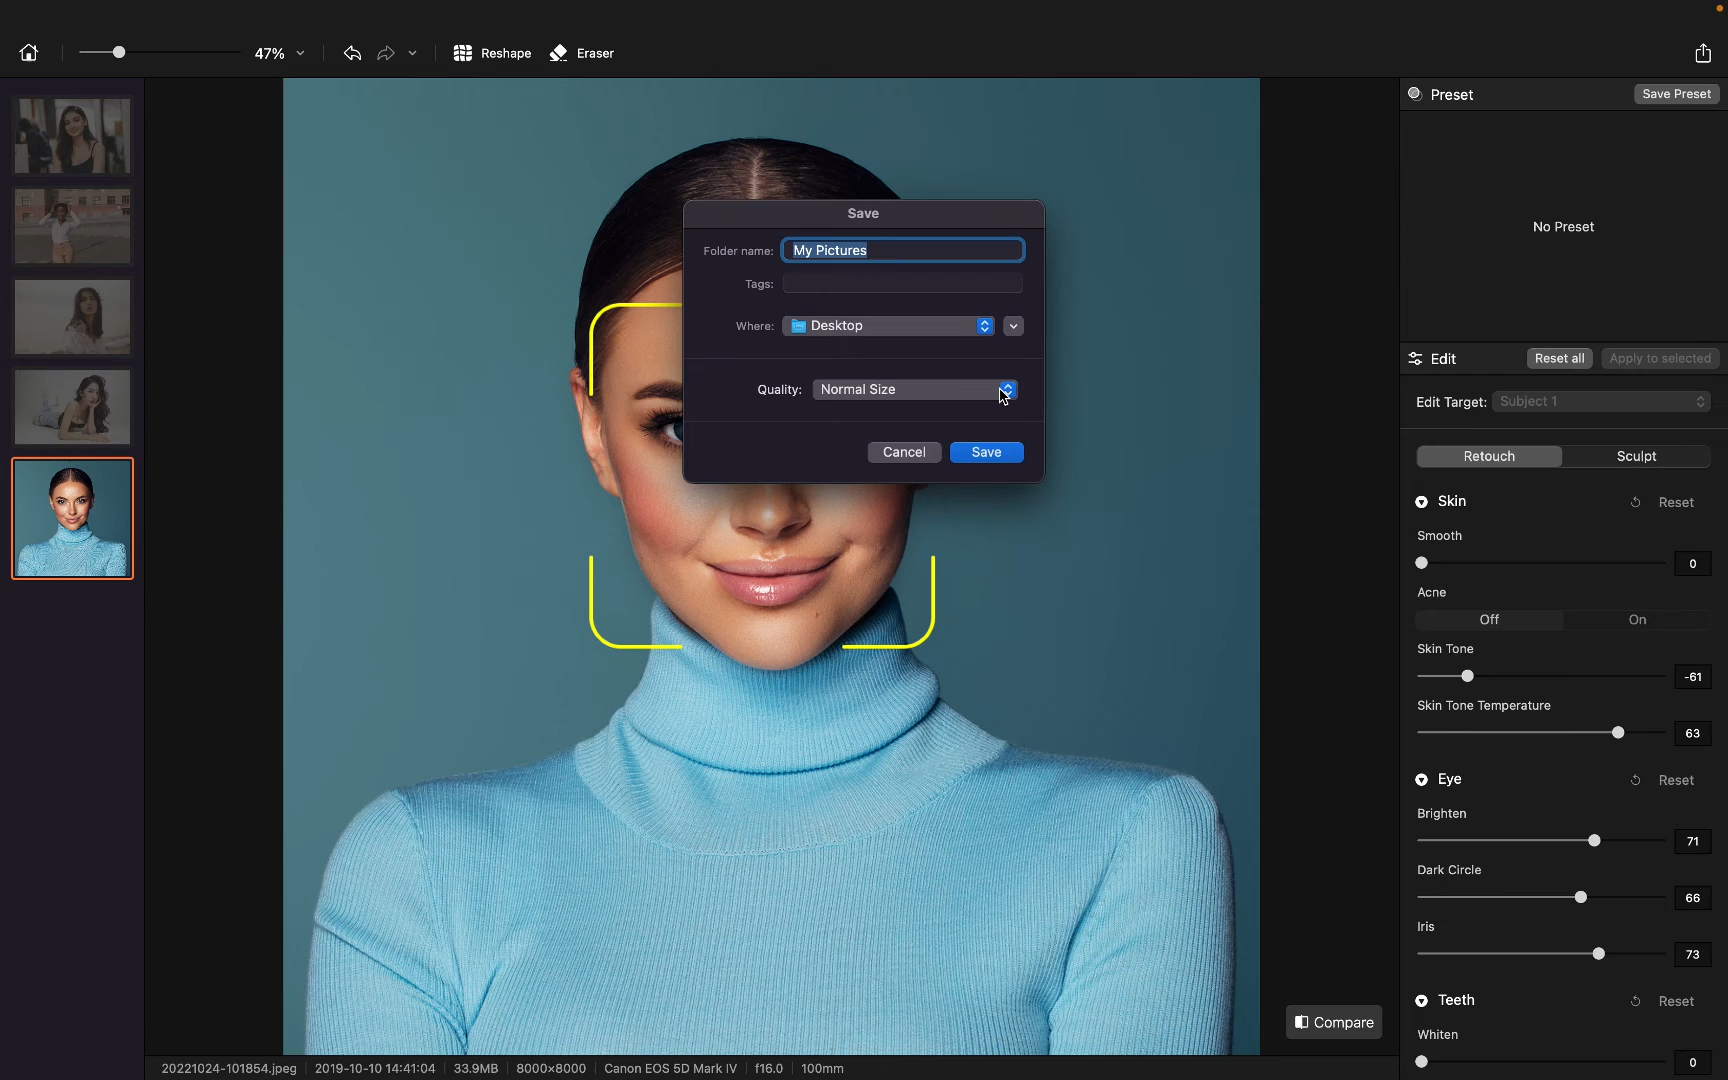 47%
Reshape
Eraser
Preset
Save Preset
No Preset
Save
Folder name: My Pictures
Tags:
Where: Desktop
Quality: Normal Size
Cancel
Save
Edit
Reset all
Apply to selected
Edit Target: Subject 1
Retouch
Sculpt
Skin
Reset
Smooth
0
Acne
Off
On
Skin Tone
-61
Skin Tone Temperature
63
Eye
Reset
Brighten
71
Dark Circle
66
Iris
73
Teeth
Reset
Whiten
0
Compare
20221024-101854.jpeg
2019-10-10 14:41:04
33.9MB
8000×8000
Canon EOS 5D Mark IV
f16.0
100mm